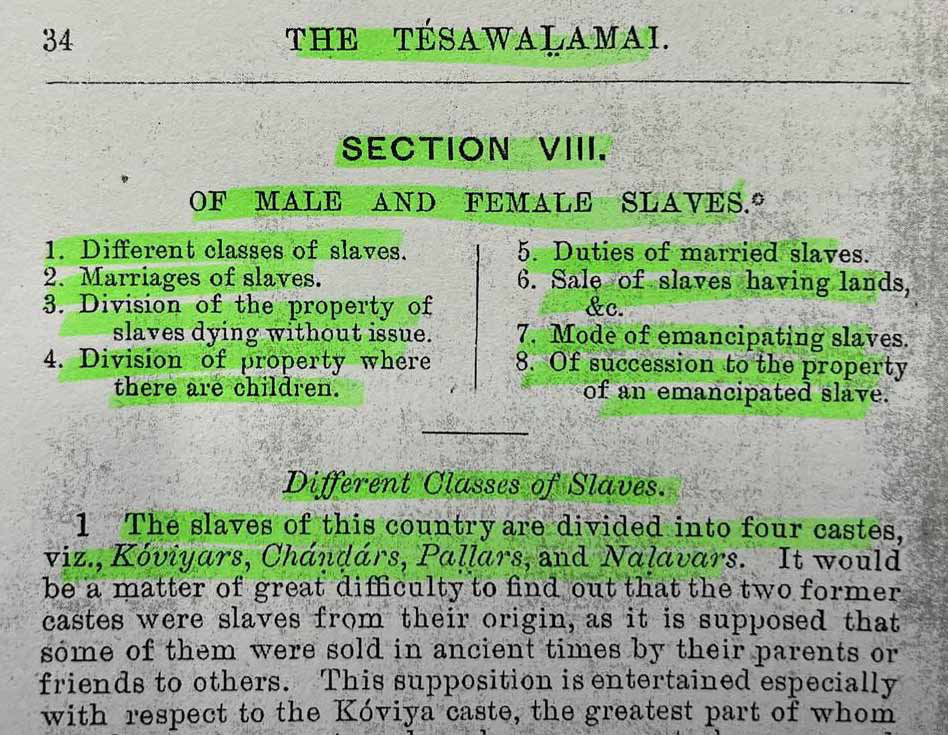 34
THE TÉSAWAḶAMAI.
SECTION VIII.
OF MALE AND FEMALE SLAVES.*
1. Different classes of slaves.
2. Marriages of slaves.
3. Division of the property of
slaves dying without issue.
4. Division of property where
there are children.
5. Duties of married slaves.
6. Sale of slaves having lands,
&c.
7. Mode of emancipating slaves.
8. Of succession to the property
of an emancipated slave.
Different Classes of Slaves.
1 The slaves of this country are divided into four castes,
viz., Kóviyars, Cháṇḍárs, Paḷḷars, and Naḷavars. It would
be a matter of great difficulty to find out that the two former
castes were slaves from their origin, as it is supposed that
some of them were sold in ancient times by their parents or
friends to others. This supposition is entertained especially
with respect to the Kóviya caste, the greatest part of whom